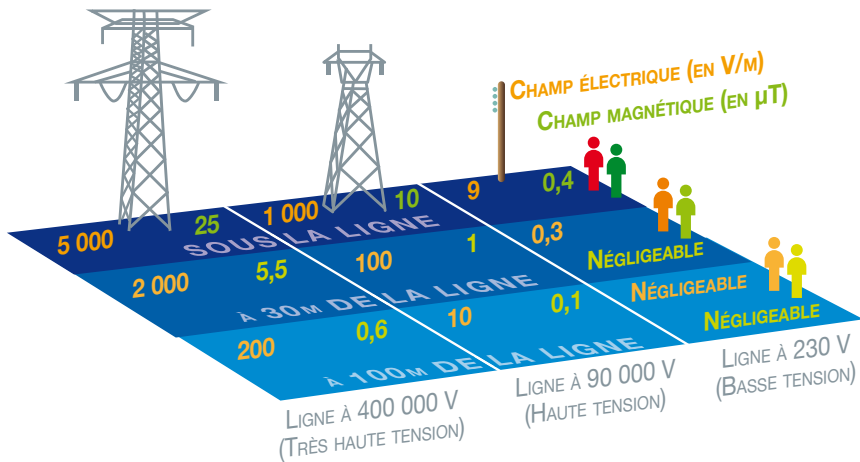 CHAMP ÉLECTRIQUE (EN V/M)
CHAMP MAGNÉTIQUE (EN µT)
5 000 25 1 000 10 9 0,4
SOUS LA LIGNE
2 000 5,5 100 1 0,3 NÉGLIGEABLE
À 30M DE LA LIGNE
200 0,6 10 0,1 NÉGLIGEABLE NÉGLIGEABLE
À 100M DE LA LIGNE
LIGNE À 400 000 V
(TRÈS HAUTE TENSION)
LIGNE À 90 000 V
(HAUTE TENSION)
LIGNE À 230 V
(BASSE TENSION)